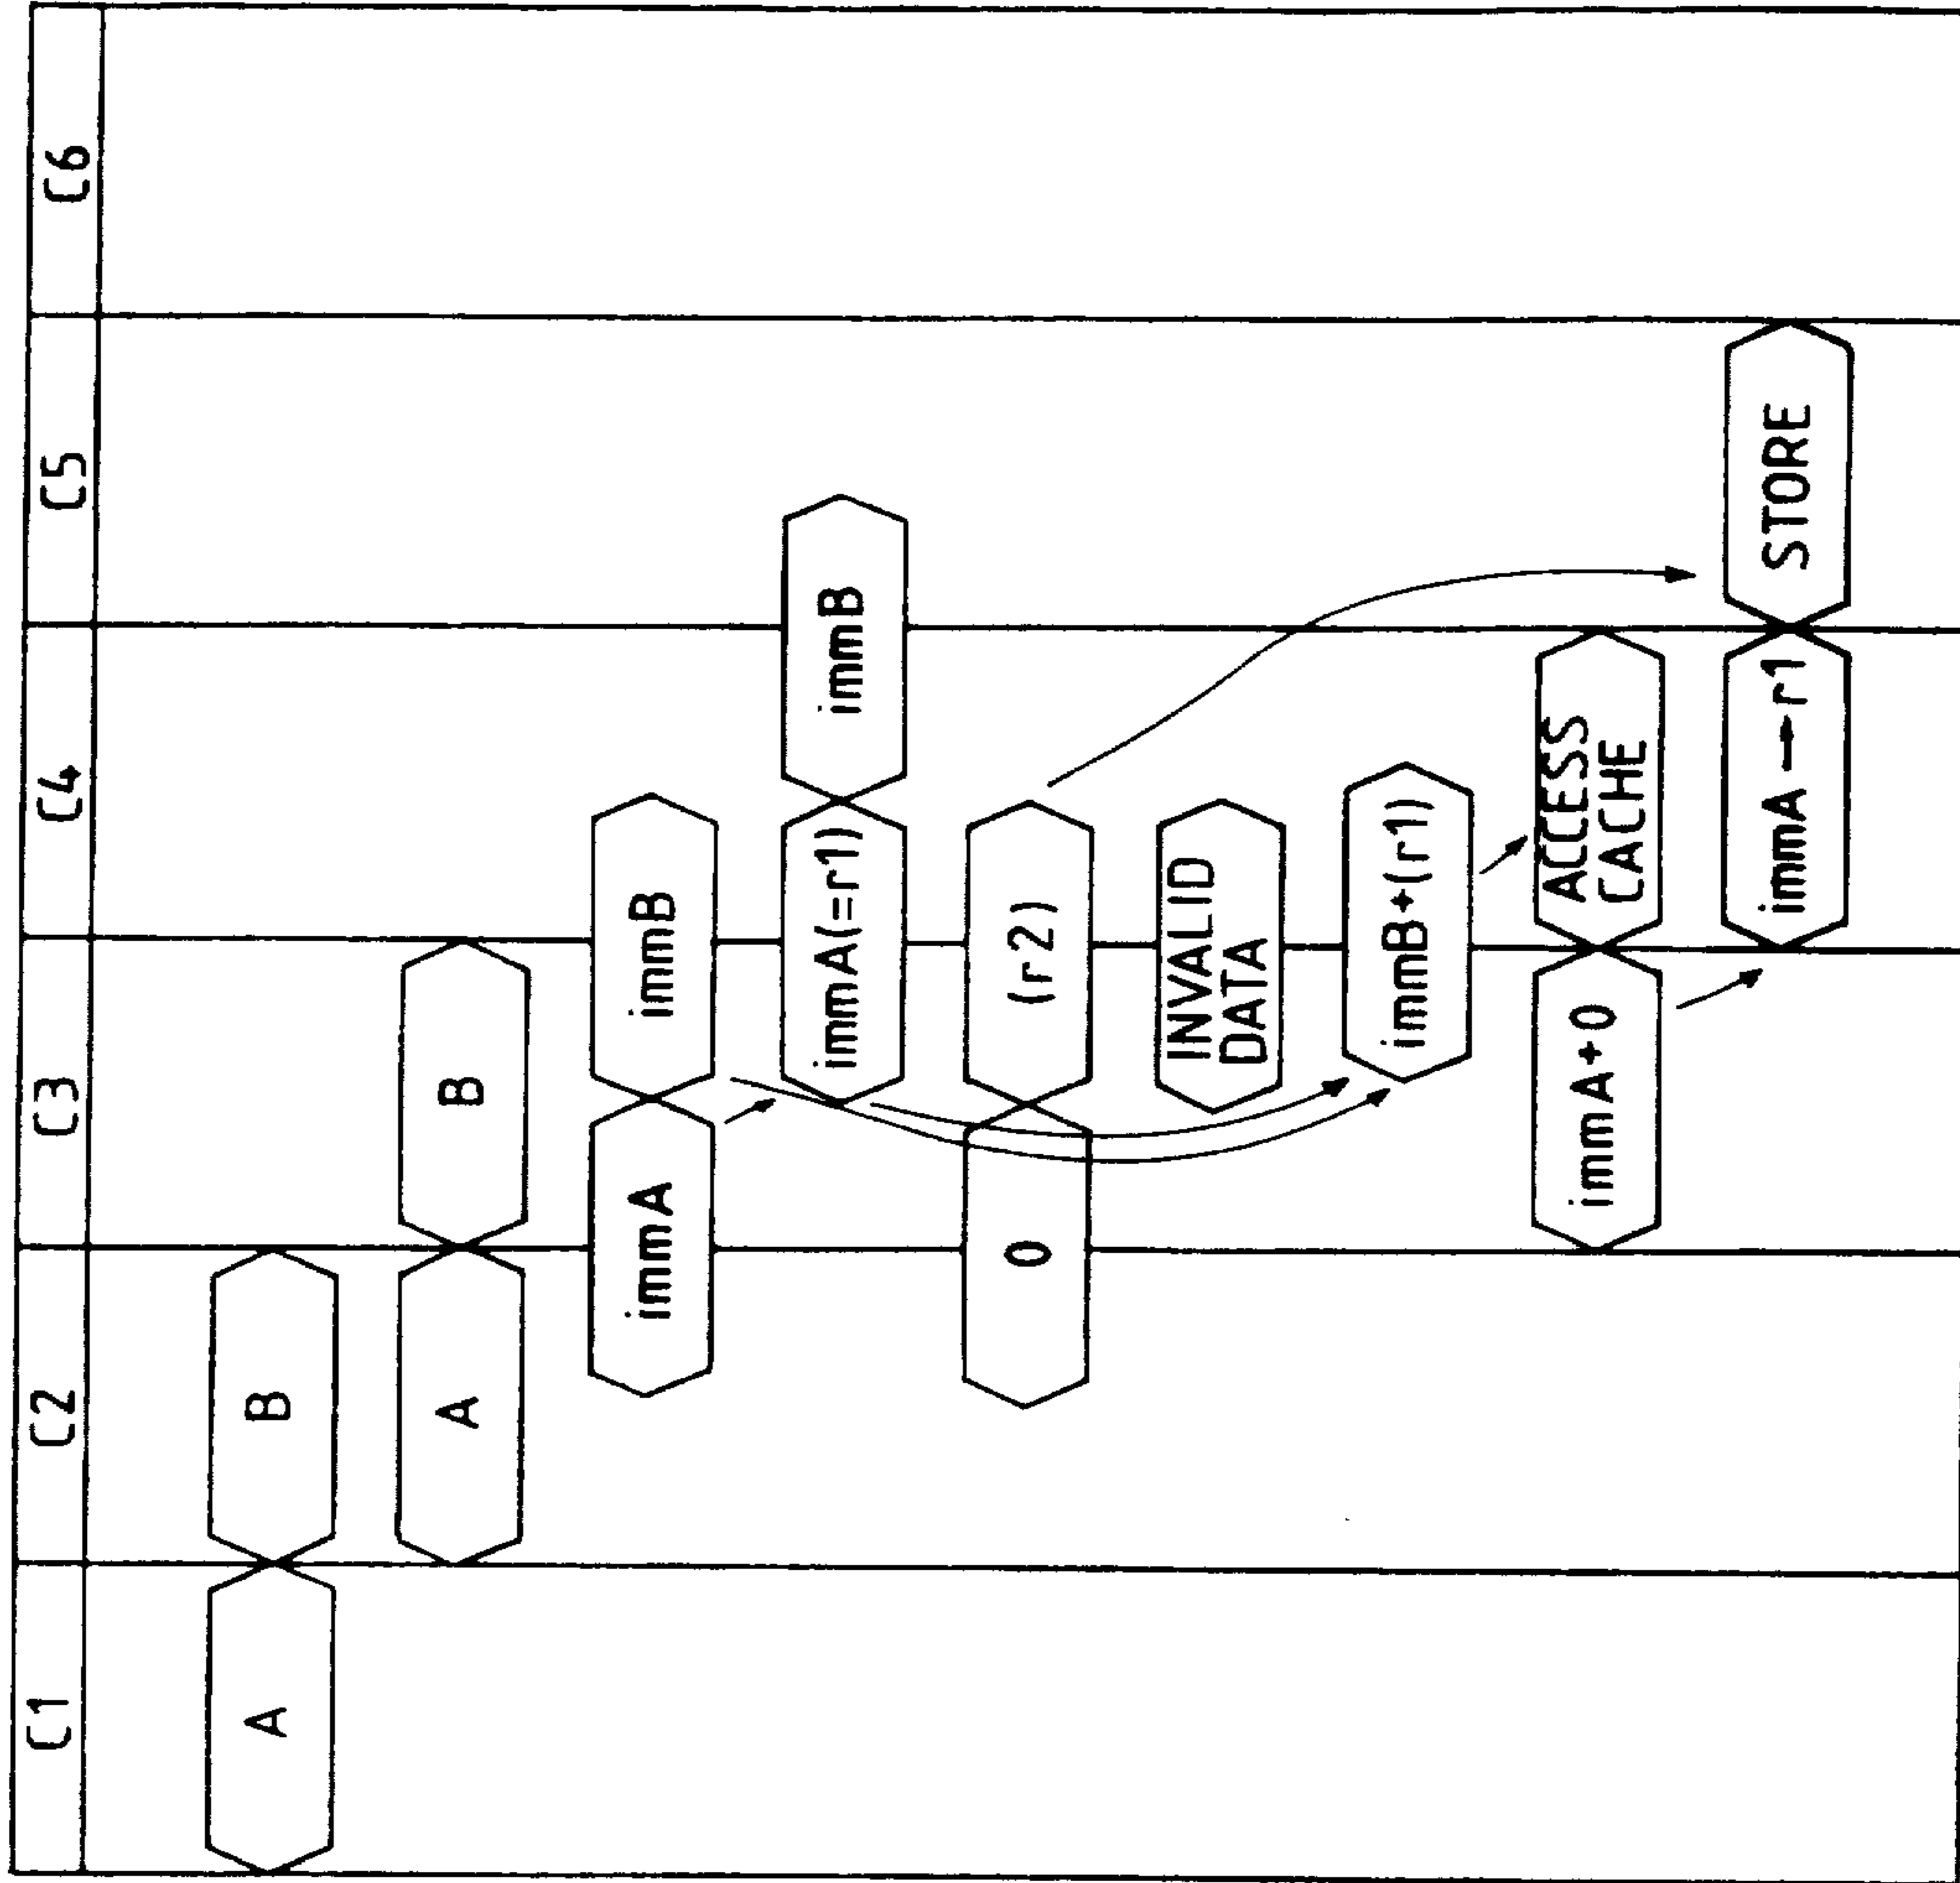 C1 C2 C3 C4 C5 C6
A B
A B
immA immB
immA(=r1) immB
0 (r2)
INVALID
DATA
immB+(r1)
immA+0 ACCESS
CACHE
immA→r1 STORE